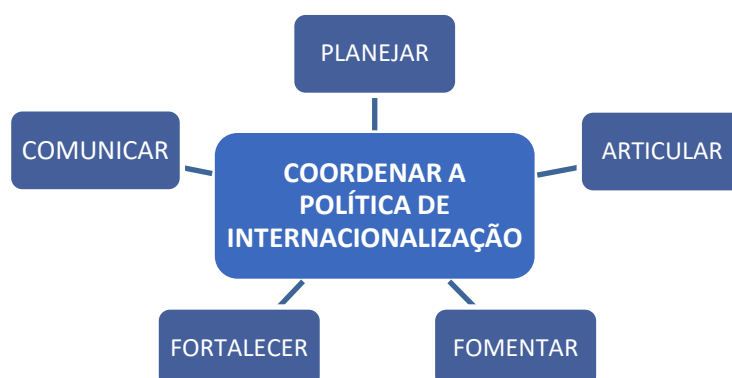 PLANEJAR
COMUNICAR
COORDENAR A
POLÍTICA DE
INTERNACIONALIZAÇÃO
ARTICULAR
FORTALECER
FOMENTAR